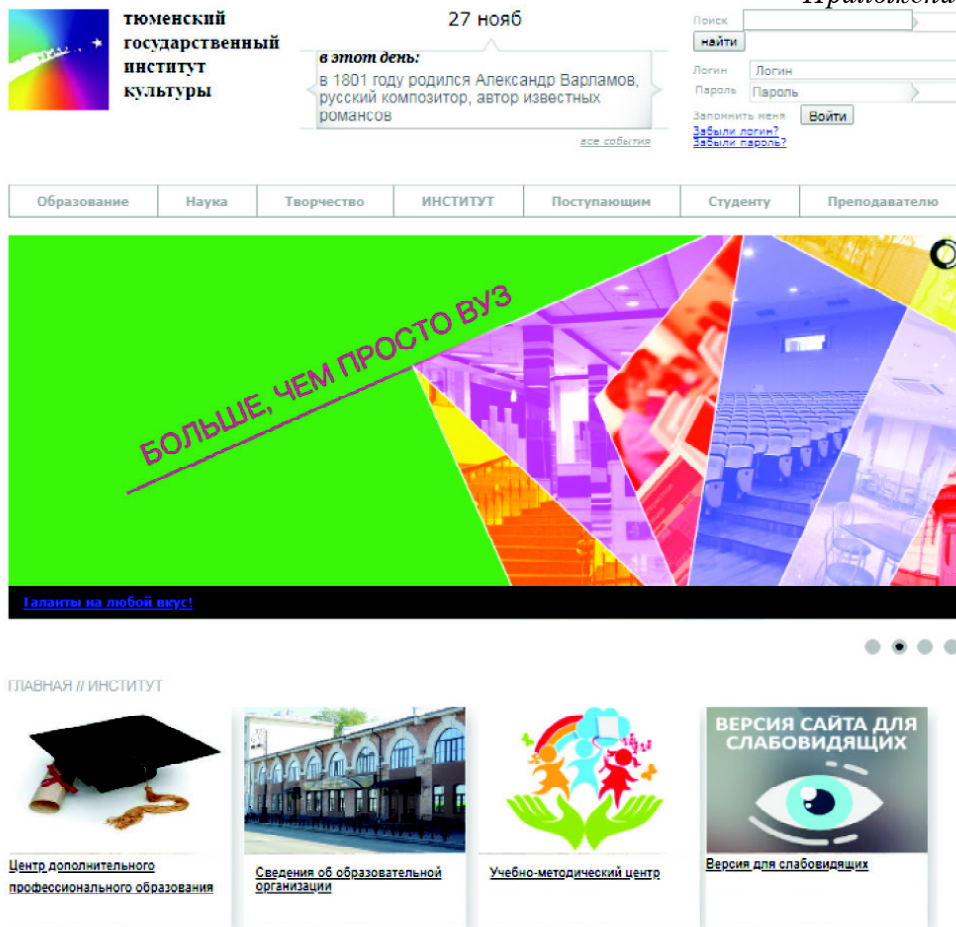 Приложени
тюменский
государственный
институт
культуры
27 нояб
в этот день:
в 1801 году родился Александр Варламов,
русский композитор, автор известных
романсов
все события
Поиск
найти
Логин Логин
Пароль Пароль
Запомнить меня Войти
Забыли логин?
Забыли пароль?
Образование Наука Творчество ИНСТИТУТ Поступающим Студенту Преподавателю
БОЛЬШЕ, ЧЕМ ПРОСТО ВУЗ
Таланты на любой вкус!
ГЛАВНАЯ // ИНСТИТУТ
ВЕРСИЯ САЙТА ДЛЯ
СЛАБОВИДЯЩИХ
Центр дополнительного
профессионального образования
Сведения об образовательной
организации
Учебно-методический центр
Версия для слабовидящих